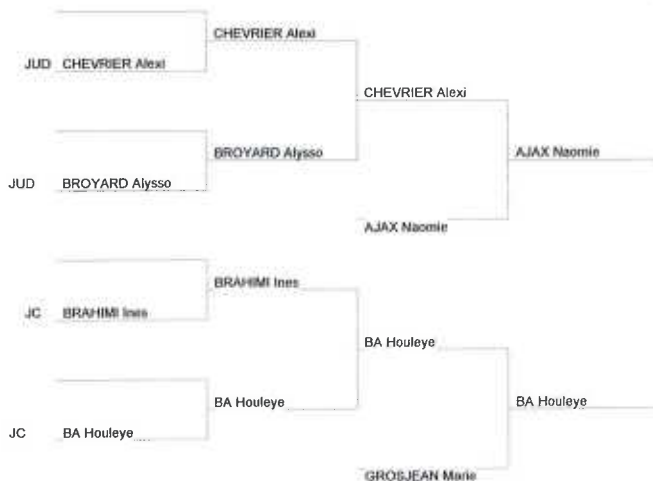 CHEVRIER Alexi
JUD CHEVRIER Alexi
CHEVRIER Alexi
BROYARD Alysso
AJAX Naomie
JUD BROYARD Alysso
AJAX Naomie
BRAHIMI Ines
JC BRAHIMI Ines
BA Houleye
BA Houleye
BA Houleye
JC BA Houleye
GROSJEAN Marie